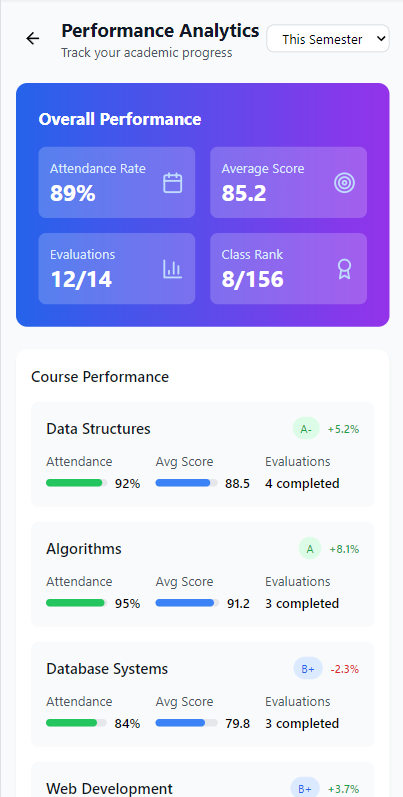 Performance Analytics
Track your academic progress
This Semester
Overall Performance
Attendance Rate
89%
Average Score
85.2
Evaluations
12/14
Class Rank
8/156
Course Performance
Data Structures A- +5.2%
Attendance Avg Score Evaluations
92% 88.5 4 completed
Algorithms A +8.1%
Attendance Avg Score Evaluations
95% 91.2 3 completed
Database Systems B+ -2.3%
Attendance Avg Score Evaluations
84% 79.8 3 completed
Web Development B+ +3.7%